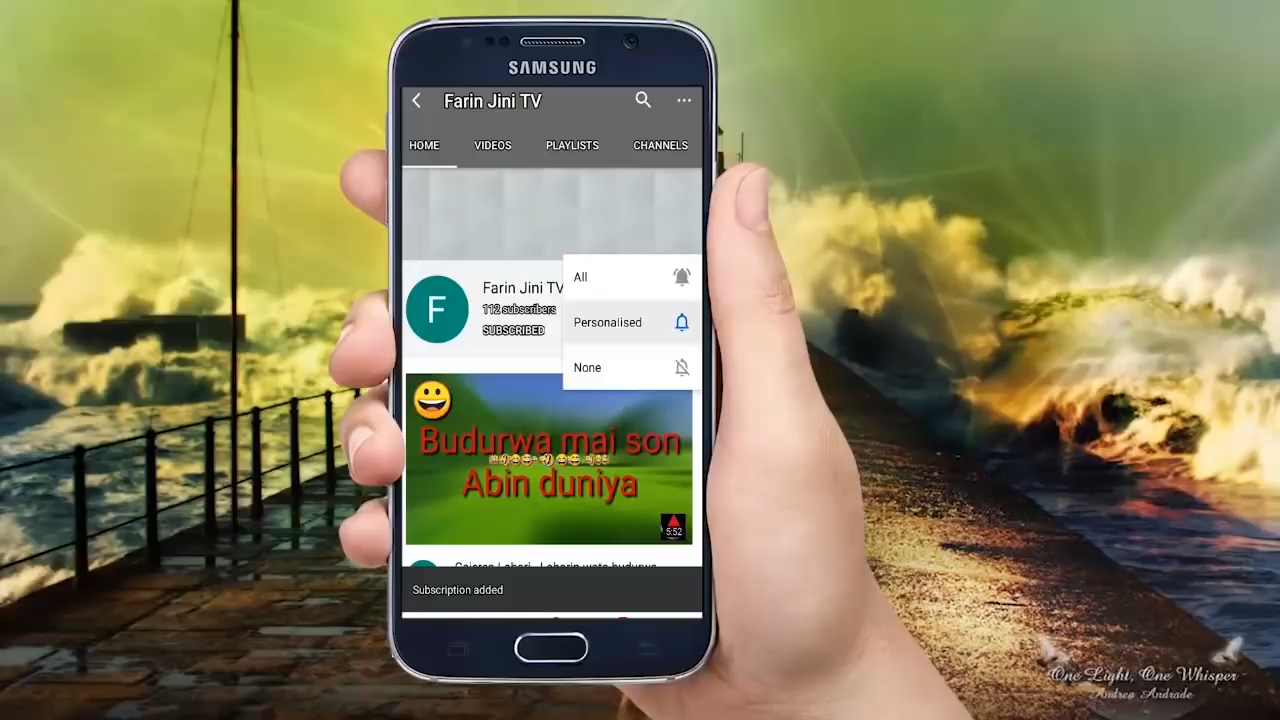 SAMSUNG
Farin Jini TV
HOME VIDEOS PLAYLISTS CHANNELS
All
Farin Jini TV
112 subscribers
Personalised
SUBSCRIBED
None
Budurwa mai son
Abin duniya
5:52
Subscription added
One Light, One Whisper
Andrea Andrade